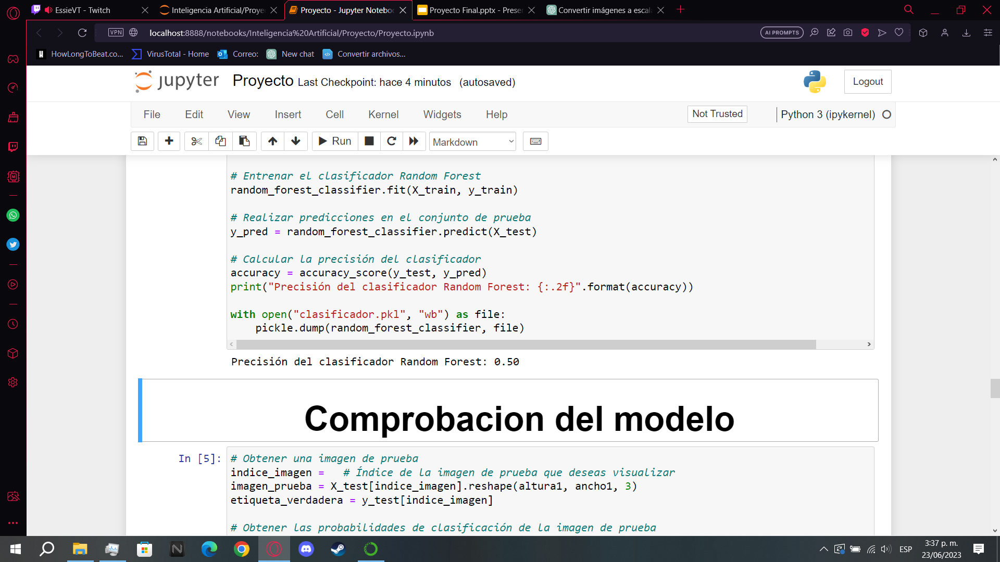 EssieVT - Twitch
Inteligencia Artificial/Proye
Proyecto - Jupyter Noteboo
Proyecto Final.pptx - Prese
Convertir imágenes a escal
VPN
localhost:8888/notebooks/Inteligencia%20Artificial/Proyecto/Proyecto.ipynb
AI PROMPTS
HowLongToBeat.co...
VirusTotal - Home
Correo:
New chat
Convertir archivos...
jupyter
Proyecto Last Checkpoint: hace 4 minutos (autosaved)
Logout
File
Edit
View
Insert
Cell
Kernel
Widgets
Help
Not Trusted
Python 3 (ipykernel)
Run
Markdown
# Entrenar el clasificador Random Forest
random_forest_classifier.fit(X_train, y_train)
# Realizar predicciones en el conjunto de prueba
y_pred = random_forest_classifier.predict(X_test)
# Calcular la precisión del clasificador
accuracy = accuracy_score(y_test, y_pred)
print("Precisión del clasificador Random Forest: {:.2f}".format(accuracy))
with open("clasificador.pkl", "wb") as file:
    pickle.dump(random_forest_classifier, file)
Precisión del clasificador Random Forest: 0.50
Comprobacion del modelo
In [5]:
# Obtener una imagen de prueba
indice_imagen =   # Índice de la imagen de prueba que deseas visualizar
imagen_prueba = X_test[indice_imagen].reshape(altura1, ancho1, 3)
etiqueta_verdadera = y_test[indice_imagen]
# Obtener las probabilidades de clasificación de la imagen de prueba
ESP
3:37 p. m.
23/06/2023